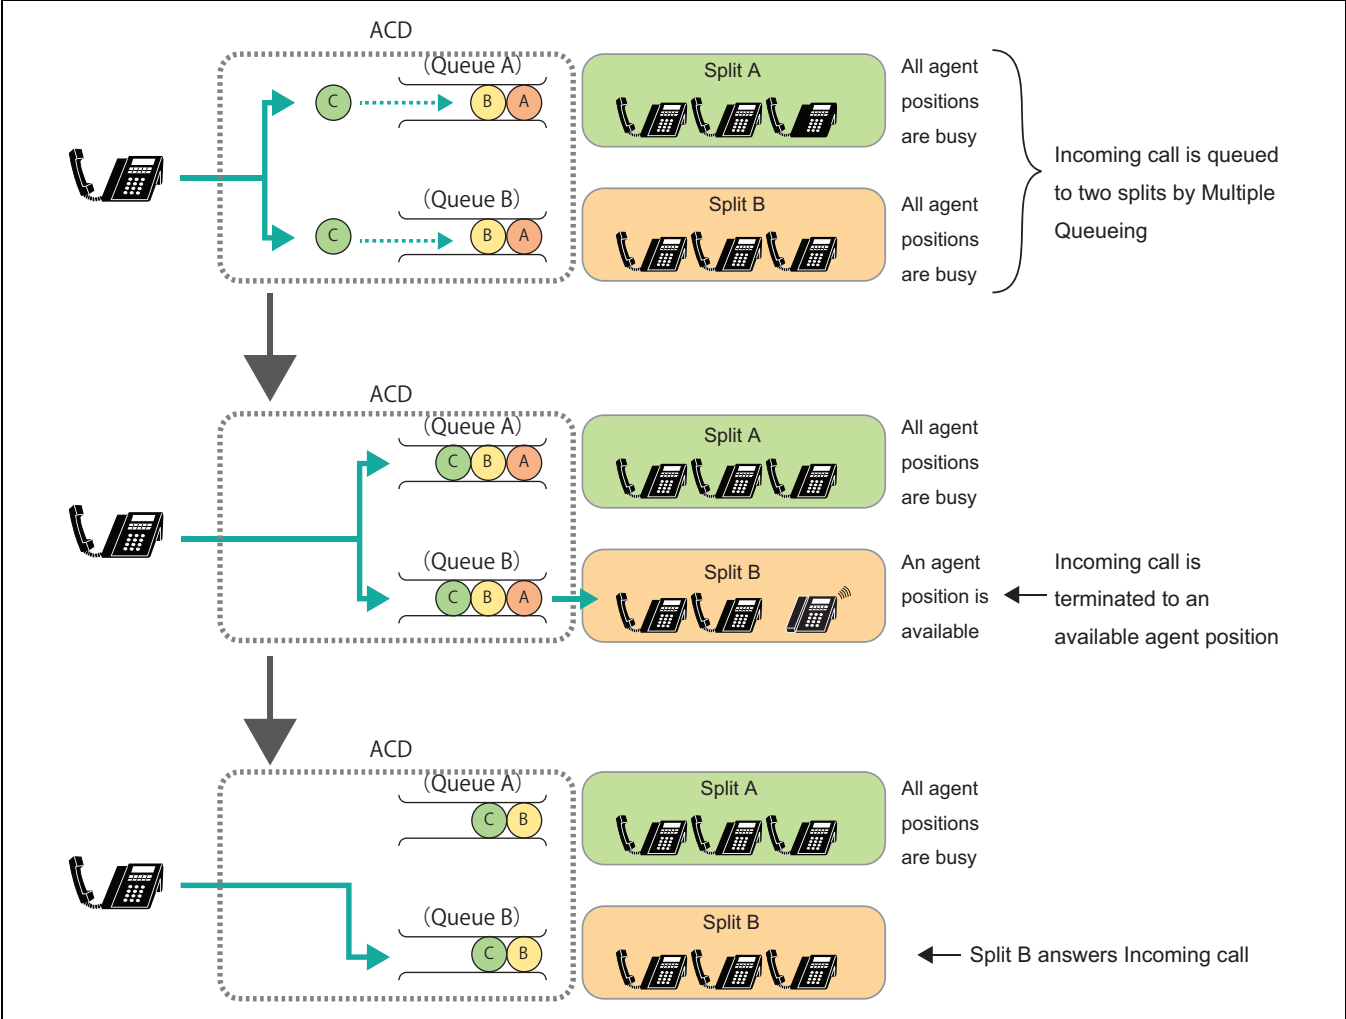 ACD
(Queue A)
C
B
A
Split A
All agent
positions
are busy
(Queue B)
C
B
A
Split B
All agent
positions
are busy
Incoming call is queued
to two splits by Multiple
Queueing
ACD
(Queue A)
C
B
A
Split A
All agent
positions
are busy
(Queue B)
C
B
A
Split B
An agent
position is
available
Incoming call is
terminated to an
available agent position
ACD
(Queue A)
C
B
Split A
All agent
positions
are busy
(Queue B)
C
B
Split B
Split B answers Incoming call